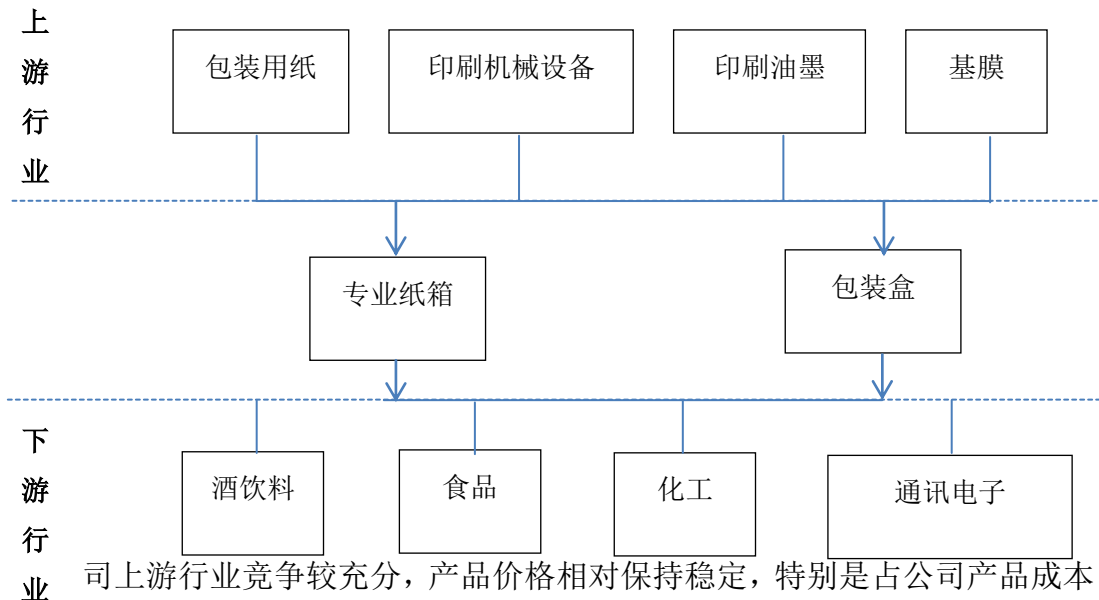 上游行业
包装用纸 印刷机械设备 印刷油墨 基膜
专业纸箱 包装盒
下游行业
酒饮料 食品 化工 通讯电子
司上游行业竞争较充分，产品价格相对保持稳定，特别是占公司产品成本